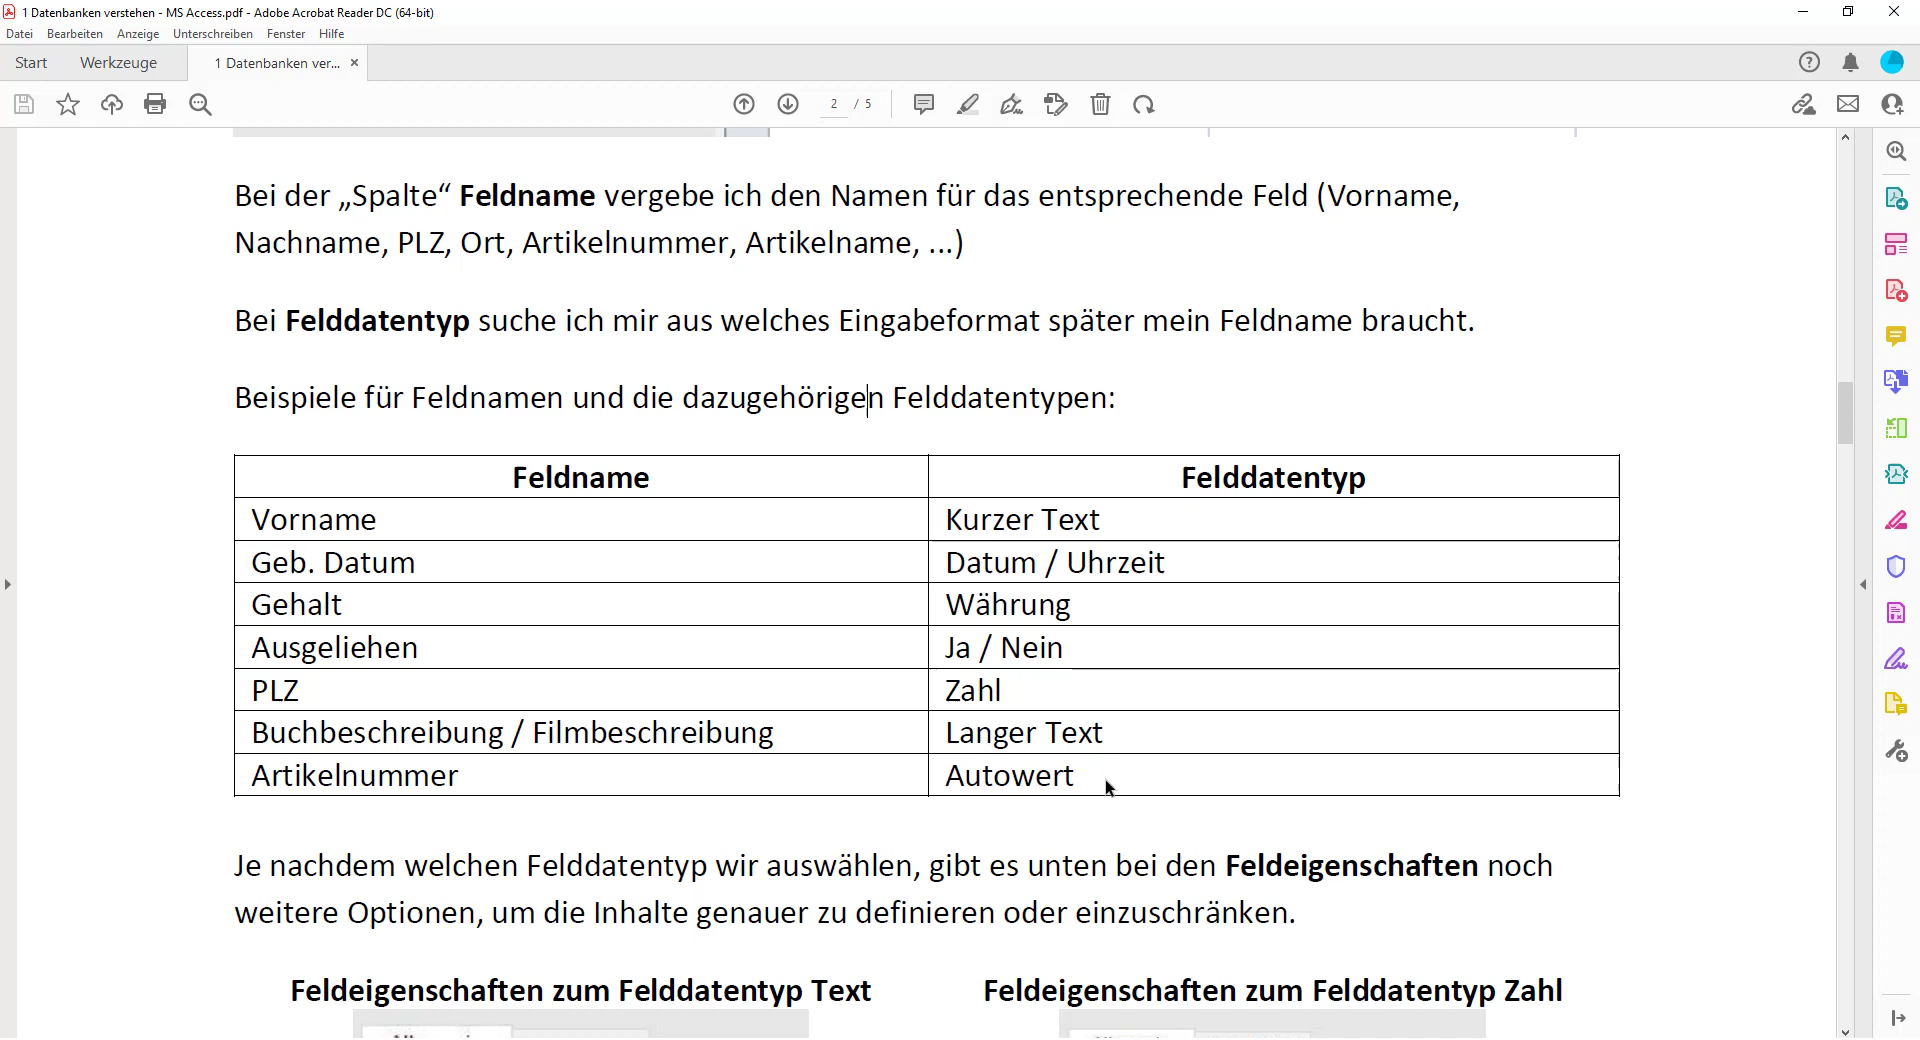 1 Datenbanken verstehen - MS Access.pdf - Adobe Acrobat Reader DC (64-bit)
Datei Bearbeiten Anzeige Unterschreiben Fenster Hilfe
Start Werkzeuge 1 Datenbanken ver... ×
2 / 5
Bei der „Spalte“ Feldname vergebe ich den Namen für das entsprechende Feld (Vorname,
Nachname, PLZ, Ort, Artikelnummer, Artikelname, ...)
Bei Felddatentyp suche ich mir aus welches Eingabeformat später mein Feldname braucht.
Beispiele für Feldnamen und die dazugehörigen Felddatentypen:
Feldname Felddatentyp
Vorname Kurzer Text
Geb. Datum Datum / Uhrzeit
Gehalt Währung
Ausgeliehen Ja / Nein
PLZ Zahl
Buchbeschreibung / Filmbeschreibung Langer Text
Artikelnummer Autowert
Je nachdem welchen Felddatentyp wir auswählen, gibt es unten bei den Feldeigenschaften noch
weitere Optionen, um die Inhalte genauer zu definieren oder einzuschränken.
Feldeigenschaften zum Felddatentyp Text Feldeigenschaften zum Felddatentyp Zahl